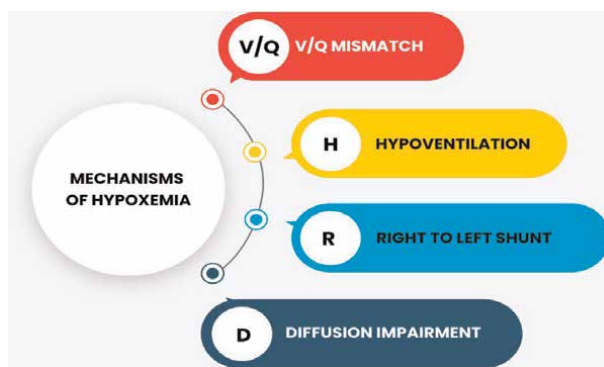 V/Q V/Q MISMATCH
H HYPOVENTILATION
MECHANISMS
OF HYPOXEMIA
R RIGHT TO LEFT SHUNT
D DIFFUSION IMPAIRMENT